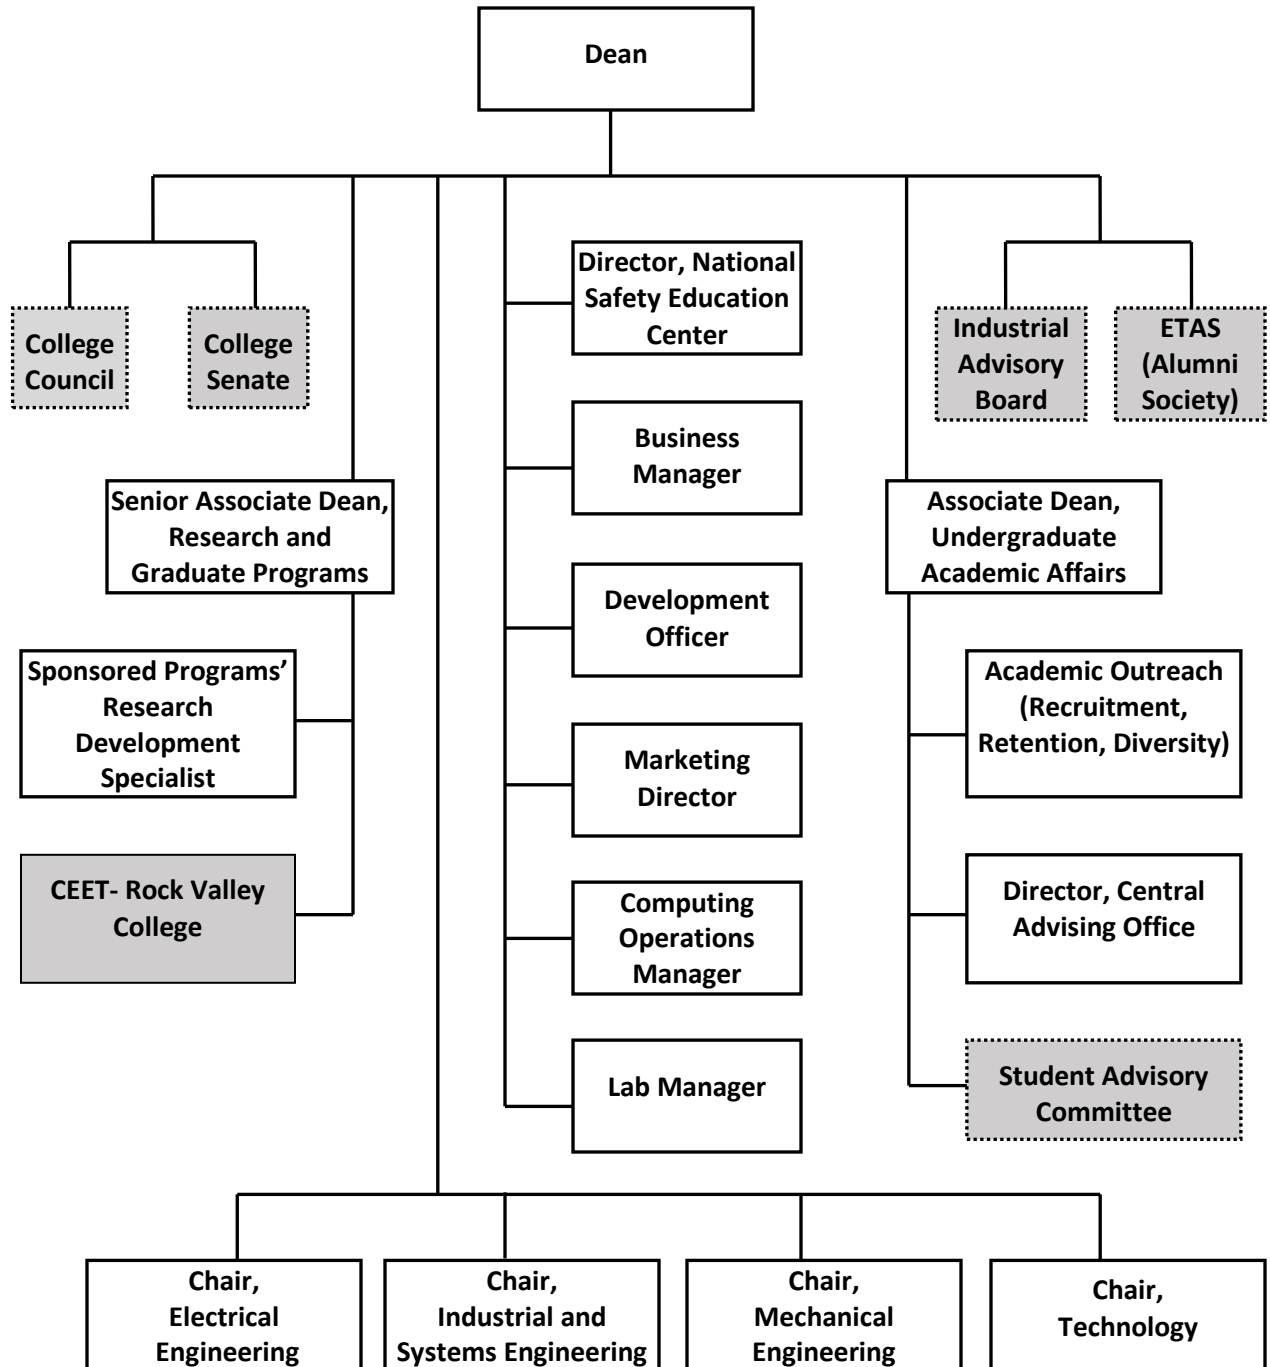 Dean
College
Council
College
Senate
Director, National
Safety Education
Center
Industrial
Advisory
Board
ETAS
(Alumni
Society)
Business
Manager
Senior Associate Dean,
Research and
Graduate Programs
Associate Dean,
Undergraduate
Academic Affairs
Development
Officer
Sponsored Programs’
Research
Development
Specialist
Academic Outreach
(Recruitment,
Retention, Diversity)
Marketing
Director
CEET- Rock Valley
College
Computing
Operations
Manager
Director, Central
Advising Office
Lab Manager
Student Advisory
Committee
Chair,
Electrical
Engineering
Chair,
Industrial and
Systems Engineering
Chair,
Mechanical
Engineering
Chair,
Technology